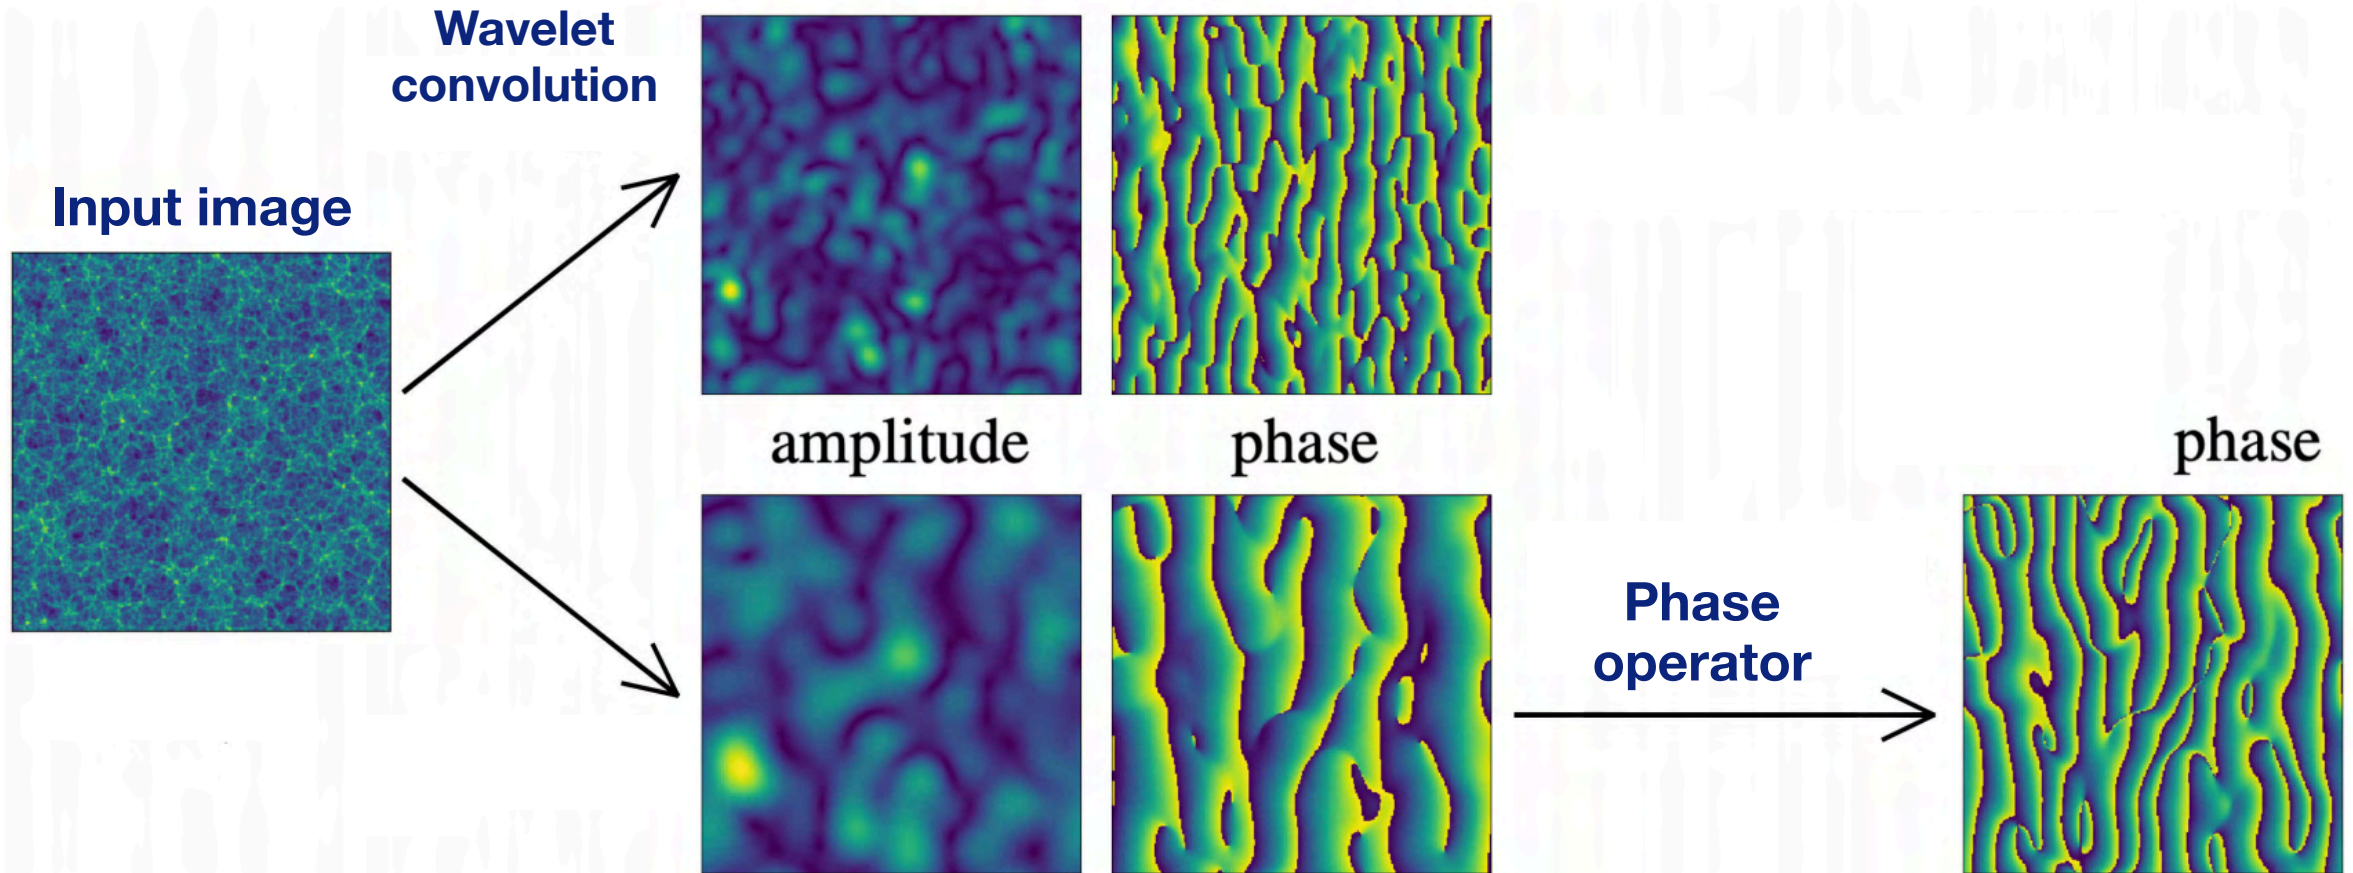 Wavelet
convolution
Input image
amplitude
phase
phase
Phase
operator